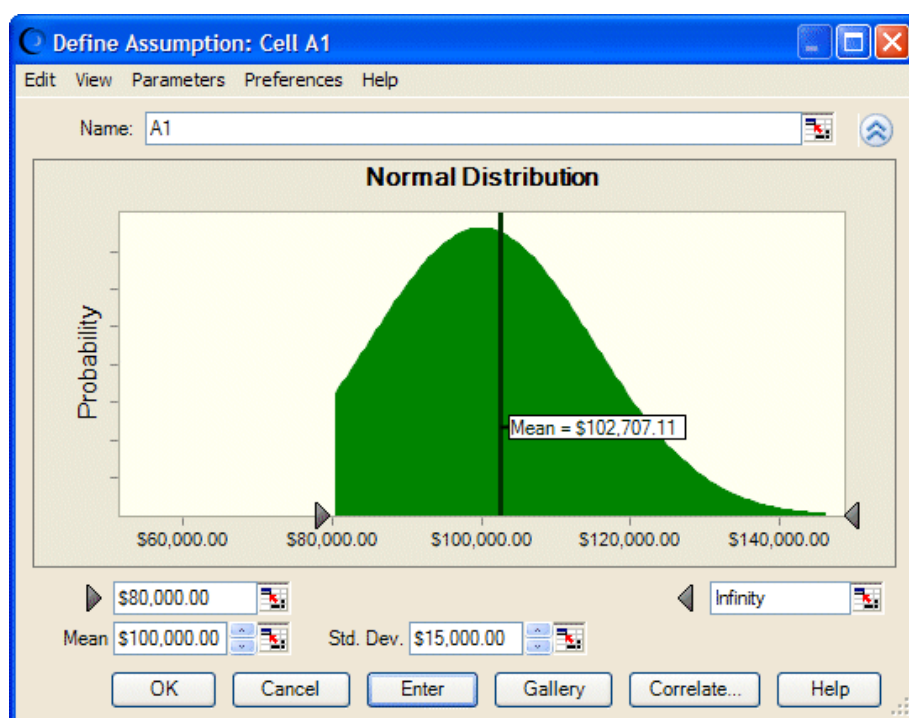 Define Assumption: Cell A1
Edit View Parameters Preferences Help
Name: A1
Normal Distribution
Probability
Mean = $102,707.11
$60,000.00 $80,000.00 $100,000.00 $120,000.00 $140,000.00
$80,000.00 Infinity
Mean $100,000.00 Std. Dev. $15,000.00
OK Cancel Enter Gallery Correlate... Help